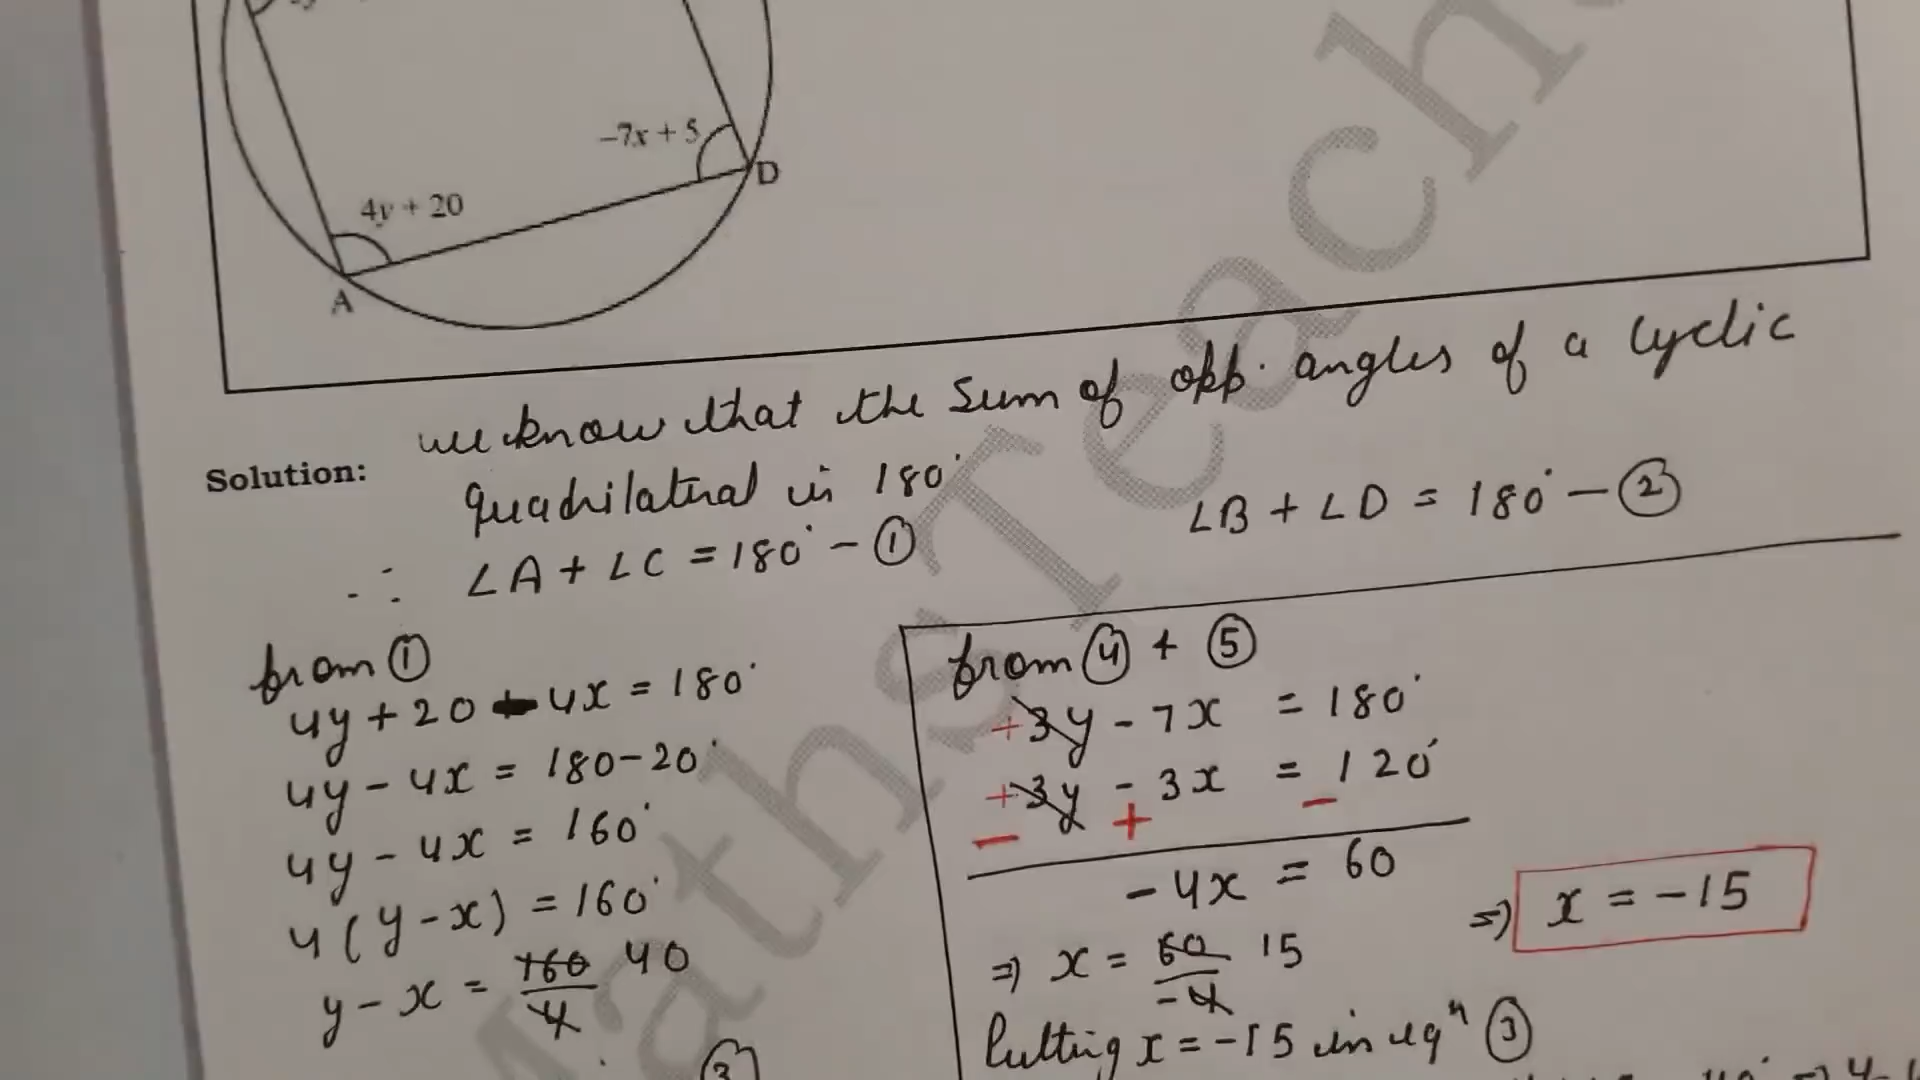 -7x + 5
D
4y + 20
A
we know that the sum of opp. angles of a cyclic
Solution:
quadrilateral is 180°
∴ ∠A + ∠C = 180° - ①
∠B + ∠D = 180° - ②
from ①
4y + 20 - 4x = 180°
4y - 4x = 180-20°
4y - 4x = 160°
4(y-x) = 160°
y - x = 160/4 40
③
from ④ + ⑤
+3y - 7x = 180°
+3y - 3x = 120°
- + -
-4x = 60
⇒ x = 60/-4 15
⇒ x = -15
Putting x = -15 in eqⁿ ③
Maths Teach